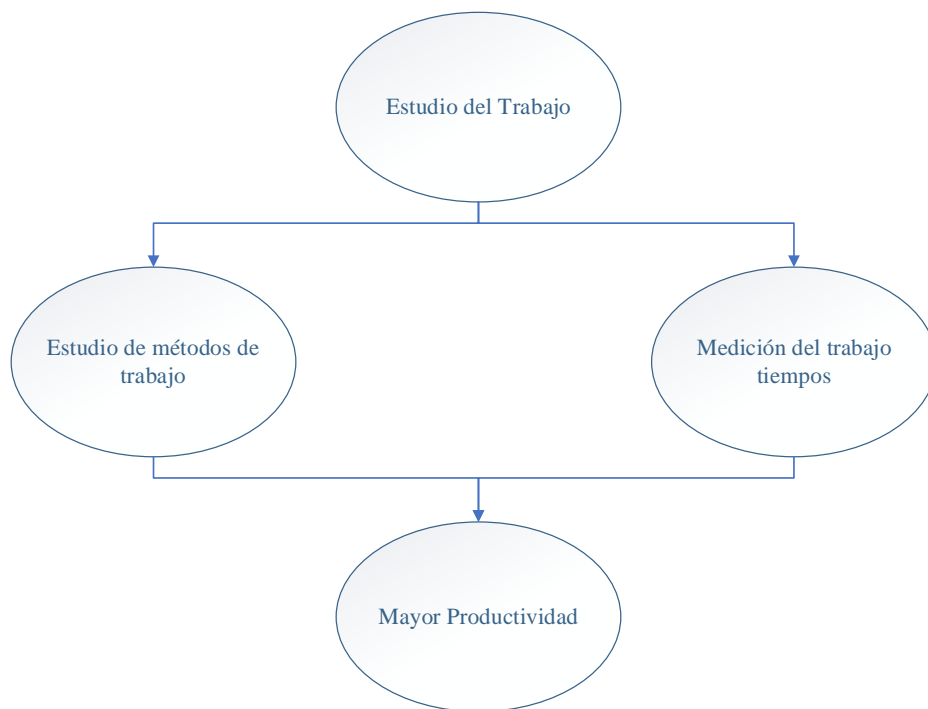 Estudio del Trabajo
Estudio de métodos de
trabajo
Medición del trabajo
tiempos
Mayor Productividad